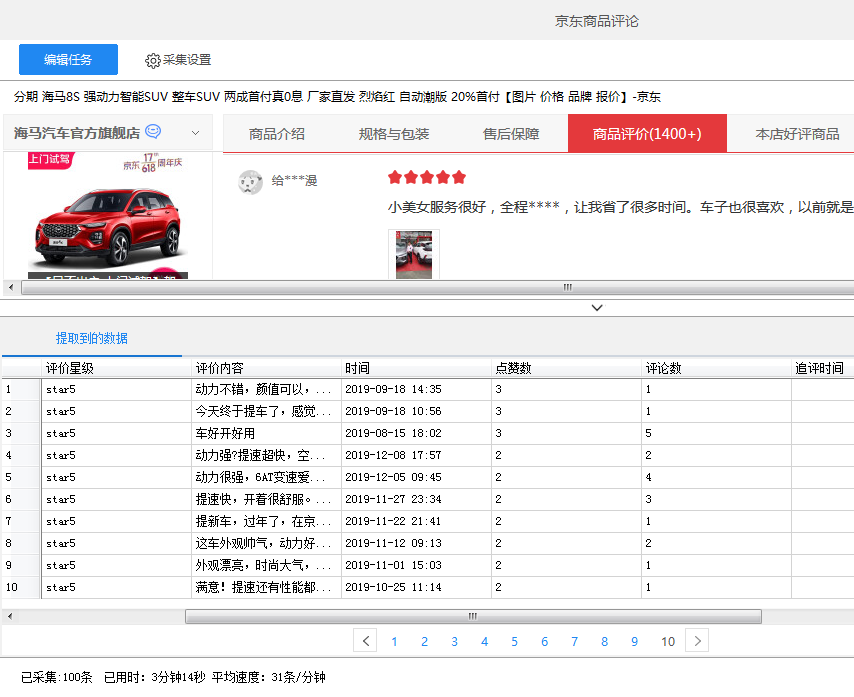 京东商品评论
编辑任务 采集设置
分期 海马8S 强动力智能SUV 整车SUV 两成首付真0息 厂家直发 烈焰红 自动潮版 20%首付【图片 价格 品牌 报价】-京东
海马汽车官方旗舰店 商品介绍 规格与包装 售后保障 商品评价(1400+) 本店好评商品
上门试驾 京东 17th 618 周年庆
给***漫
小美女服务很好，全程****，让我省了很多时间。车子也很喜欢，以前就是
提取到的数据
评价星级 评价内容 时间 点赞数 评论数 追评时间
1 star5 动力不错，颜值可以，... 2019-09-18 14:35 3 1
2 star5 今天终于提车了，感觉... 2019-09-18 10:56 3 1
3 star5 车好开好用 2019-08-15 18:02 3 5
4 star5 动力强?提速超快，空... 2019-12-08 17:57 2 2
5 star5 动力很强，6AT变速爱... 2019-12-05 09:45 2 4
6 star5 提速快，开着很舒服。... 2019-11-27 23:34 2 3
7 star5 提新车，过年了，在京... 2019-11-22 21:41 2 1
8 star5 这车外观帅气，动力好... 2019-11-12 09:13 2 2
9 star5 外观漂亮，时尚大气，... 2019-11-01 15:03 2 1
10 star5 满意！提速还有性能都... 2019-10-25 11:14 2 1
< 1 2 3 4 5 6 7 8 9 10 >
已采集:100条 已用时：3分钟14秒 平均速度：31条/分钟